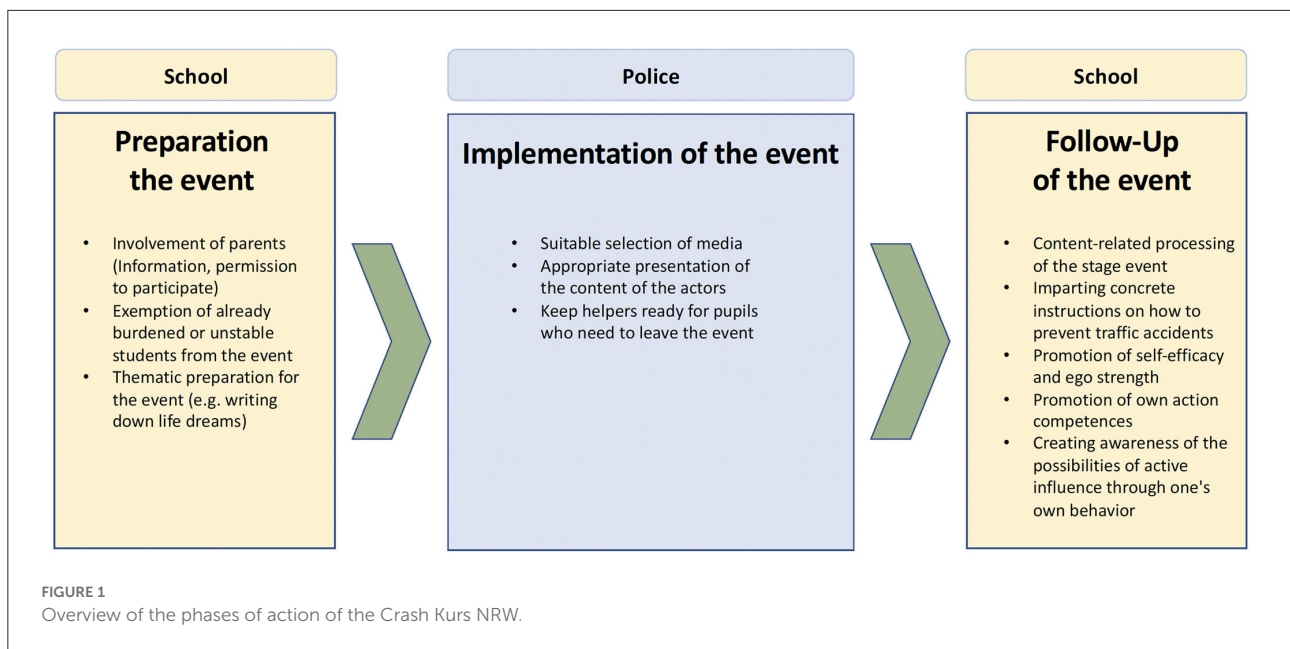 School
Preparation
the event
• Involvement of parents
(Information, permission
to participate)
• Exemption of already
burdened or unstable
students from the event
• Thematic preparation for
the event (e.g. writing
down life dreams)
Police
Implementation of the event
• Suitable selection of media
• Appropriate presentation of
the content of the actors
• Keep helpers ready for pupils
who need to leave the event
School
Follow-Up
of the event
• Content-related processing
of the stage event
• Imparting concrete
instructions on how to
prevent traffic accidents
• Promotion of self-efficacy
and ego strength
• Promotion of own action
competences
• Creating awareness of the
possibilities of active
influence through one's
own behavior
FIGURE 1
Overview of the phases of action of the Crash Kurs NRW.